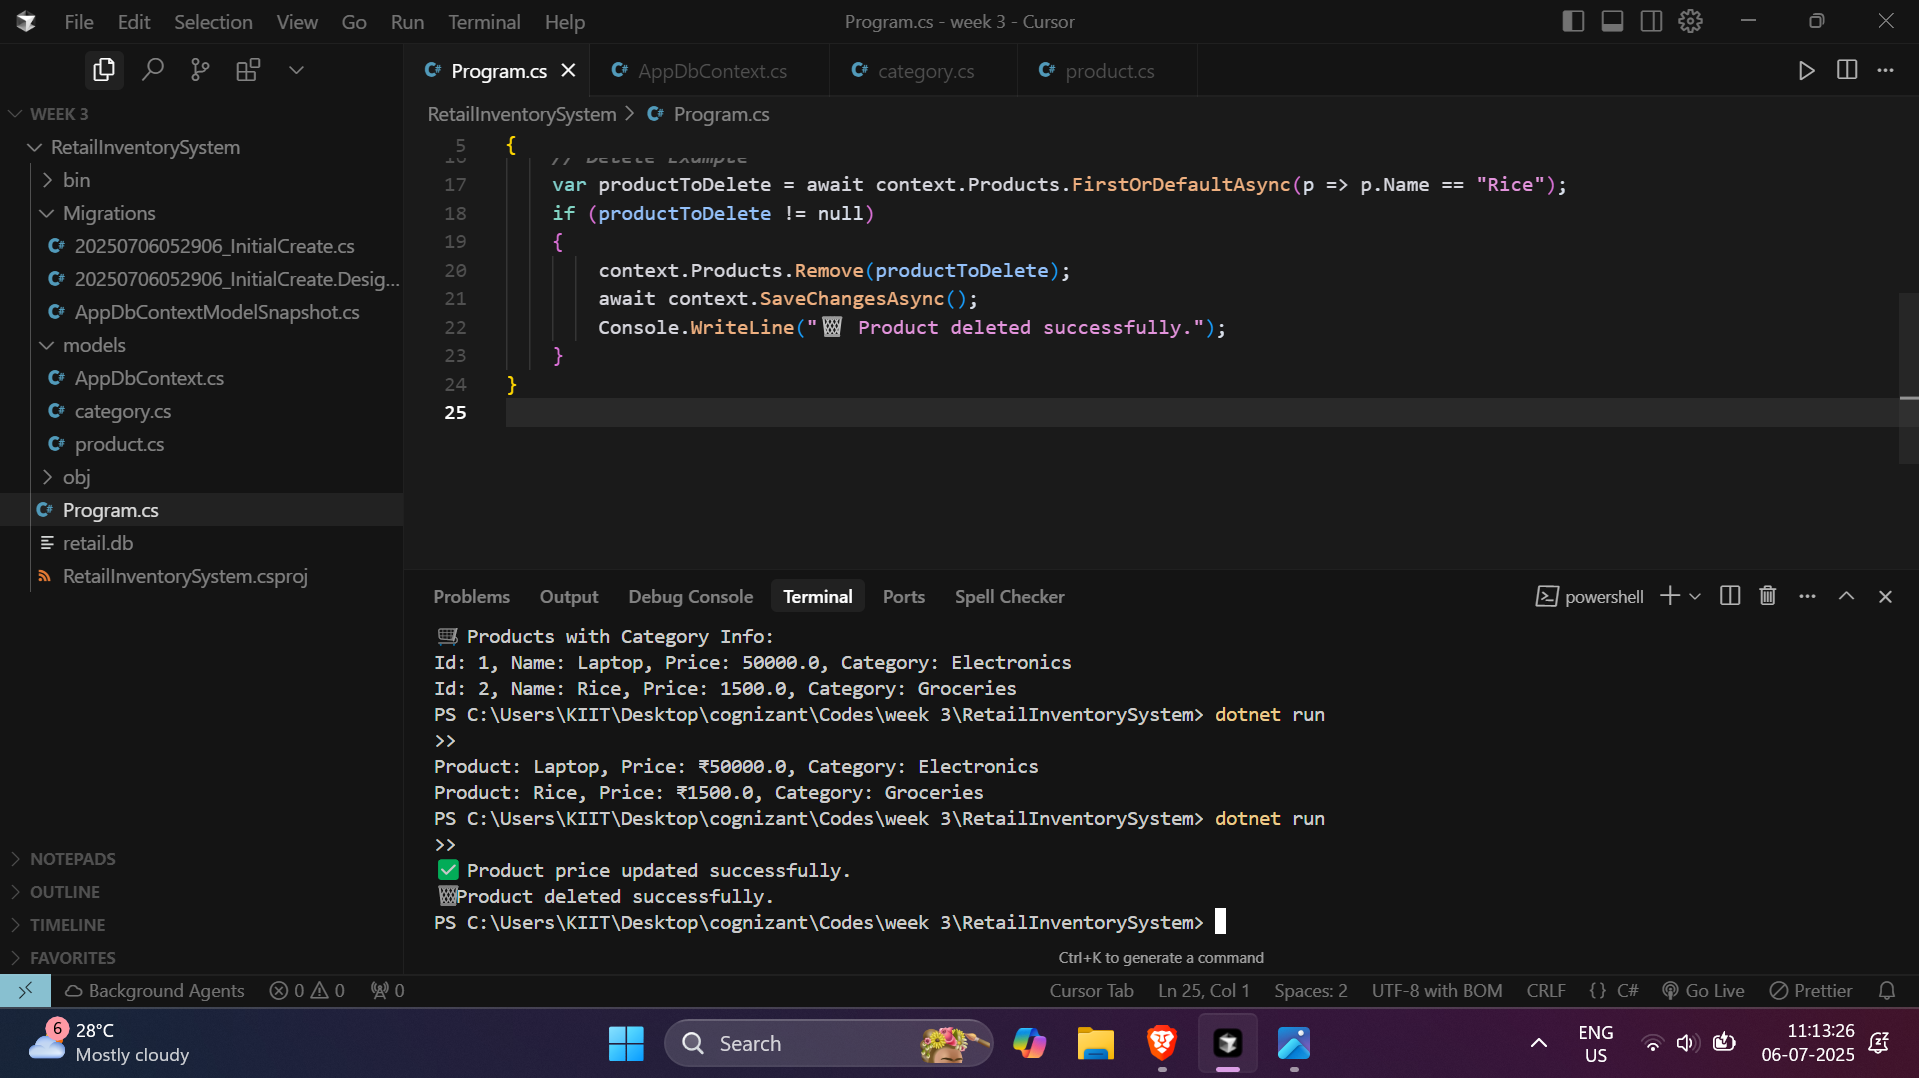 File Edit Selection View Go Run Terminal Help
Program.cs - week 3 - Cursor
WEEK 3
RetailInventorySystem
bin
Migrations
20250706052906_InitialCreate.cs
20250706052906_InitialCreate.Desig...
AppDbContextModelSnapshot.cs
models
AppDbContext.cs
category.cs
product.cs
obj
Program.cs
retail.db
RetailInventorySystem.csproj
NOTEPADS
OUTLINE
TIMELINE
FAVORITES
Program.cs AppDbContext.cs category.cs product.cs
RetailInventorySystem > Program.cs
5 {
16 // Delete Example
17 var productToDelete = await context.Products.FirstOrDefaultAsync(p => p.Name == "Rice");
18 if (productToDelete != null)
19 {
20 context.Products.Remove(productToDelete);
21 await context.SaveChangesAsync();
22 Console.WriteLine("🗑️ Product deleted successfully.");
23 }
24 }
25
Problems Output Debug Console Terminal Ports Spell Checker
powershell
🛒 Products with Category Info:
Id: 1, Name: Laptop, Price: 50000.0, Category: Electronics
Id: 2, Name: Rice, Price: 1500.0, Category: Groceries
PS C:\Users\KIIT\Desktop\cognizant\Codes\week 3\RetailInventorySystem> dotnet run
>>
Product: Laptop, Price: ₹50000.0, Category: Electronics
Product: Rice, Price: ₹1500.0, Category: Groceries
PS C:\Users\KIIT\Desktop\cognizant\Codes\week 3\RetailInventorySystem> dotnet run
>>
✅ Product price updated successfully.
🗑️Product deleted successfully.
PS C:\Users\KIIT\Desktop\cognizant\Codes\week 3\RetailInventorySystem>
Ctrl+K to generate a command
Background Agents 0 0 0
Cursor Tab Ln 25, Col 1 Spaces: 2 UTF-8 with BOM CRLF {} C# Go Live Prettier
6
28°C
Mostly cloudy
Search
ENG
US
11:13:26
06-07-2025